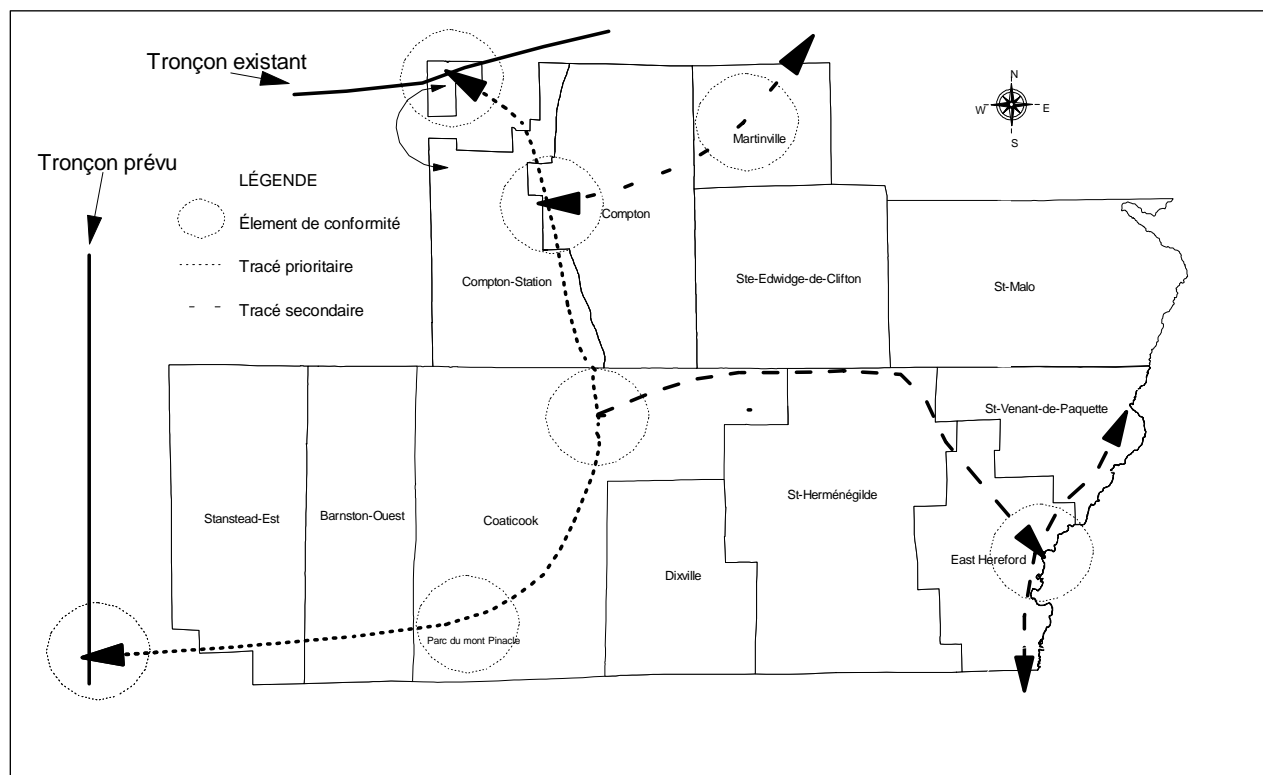 Tronçon existant
Tronçon prévu
LÉGENDE
Élement de conformité
Tracé prioritaire
Tracé secondaire
N
W
E
S
Martinville
Compton
Compton-Station
Ste-Edwidge-de-Clifton
St-Malo
St-Venant-de-Paquette
St-Herménégilde
Stanstead-Est
Barnston-Ouest
Coaticook
East Hereford
Dixville
Parc du mont Pinacle